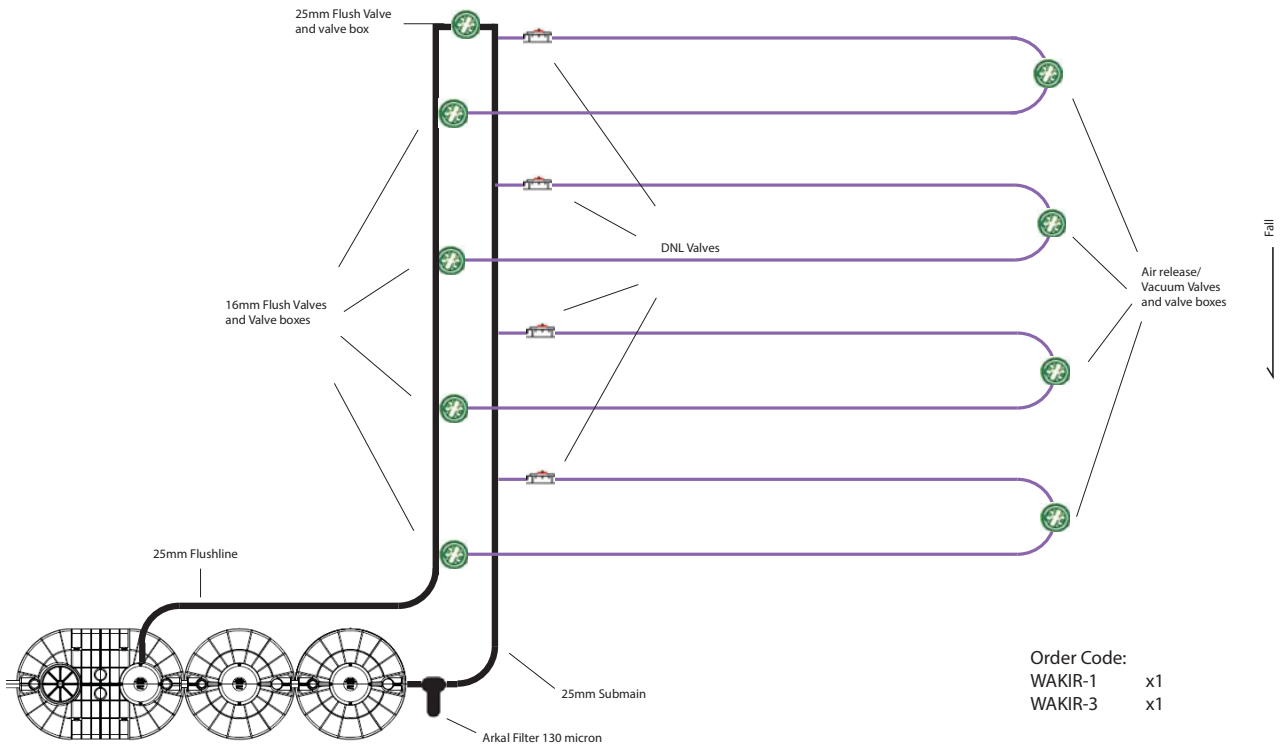 25mm Flush Valve
and valve box
DNL Valves
Fall
Air release/
Vacuum Valves
and valve boxes
16mm Flush Valves
and Valve boxes
25mm Flushline
25mm Submain
Arkal Filter 130 micron
Order Code:
WAKIR-1 x1
WAKIR-3 x1